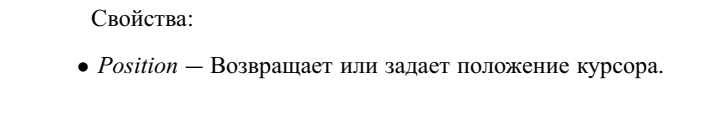 Свойства:
• Position — Возвращает или задает положение курсора.